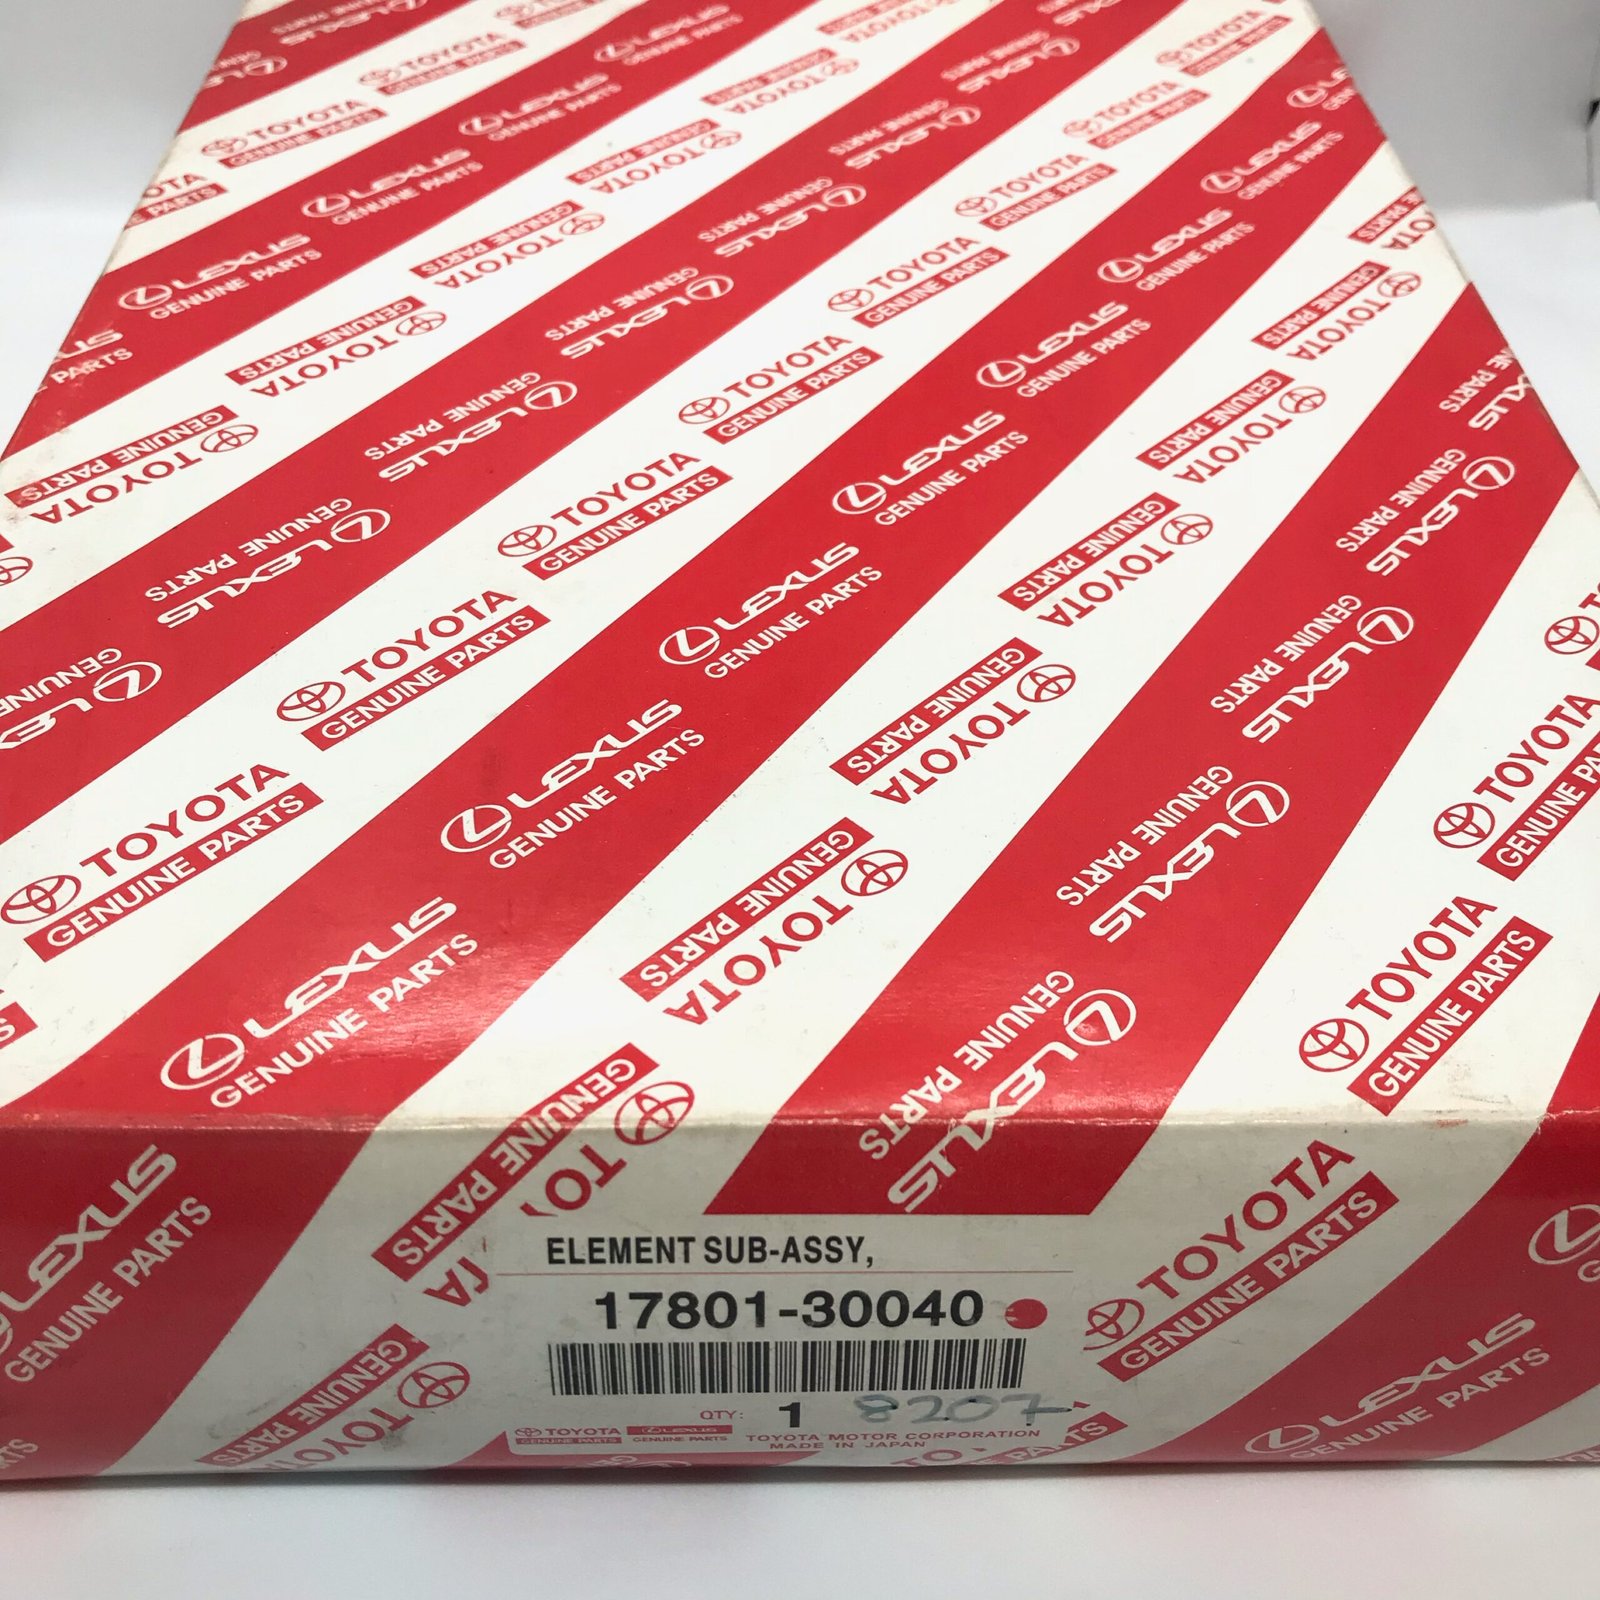 TOYOTA
GENUINE PARTS
LEXUS
GENUINE PARTS
ELEMENT SUB-ASSY,
17801-30040
QTY: 1 8207
TOYOTA
GENUINE PARTS
LEXUS
GENUINE PARTS
TOYOTA MOTOR CORPORATION
MADE IN JAPAN